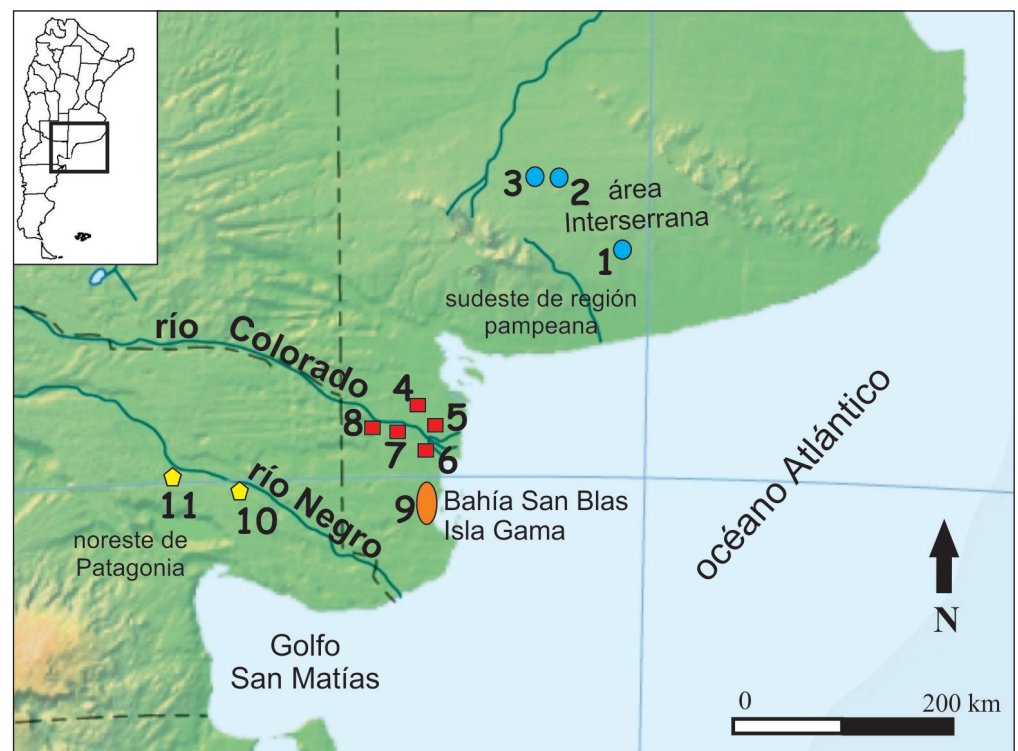 3
2
área
Interserrana
1
sudeste de región
pampeana
río Colorado
4
5
8
7
6
océano Atlántico
río Negro
11
10
9
Bahía San Blas
Isla Gama
noreste de
Patagonia
N
Golfo
San Matías
0
200 km